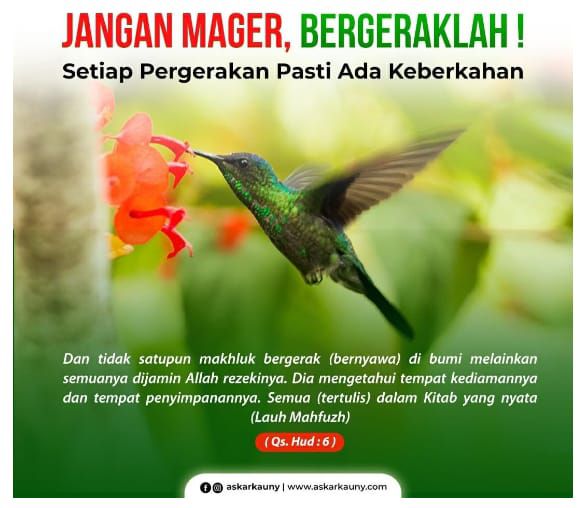 JANGAN MAGER, BERGERAKLAH !
Setiap Pergerakan Pasti Ada Keberkahan
Dan tidak satupun makhluk bergerak (bernyawa) di bumi melainkan
semuanya dijamin Allah rezekinya. Dia mengetahui tempat kediamannya
dan tempat penyimpanannya. Semua (tertulis) dalam Kitab yang nyata
(Lauh Mahfuzh)
( Qs. Hud : 6 )
askarkauny | www.askarkauny.com